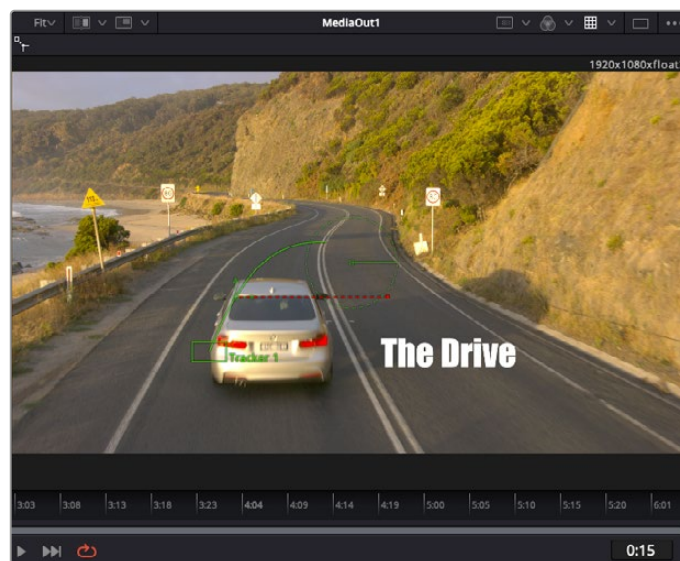 Fit MediaOut1
1920x1080xfloat
Tracker 1
The Drive
3:03 3:08 3:13 3:18 3:23 4:04 4:09 4:14 4:19 5:00 5:05 5:10 5:15 5:20 6:01
0:15